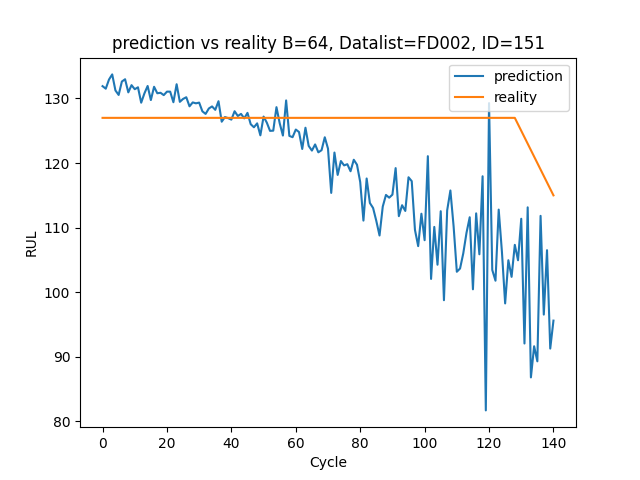 prediction vs reality B=64, Datalist=FD002, ID=151
prediction
reality
130
120
110
100
90
80
RUL
0 20 40 60 80 100 120 140
Cycle